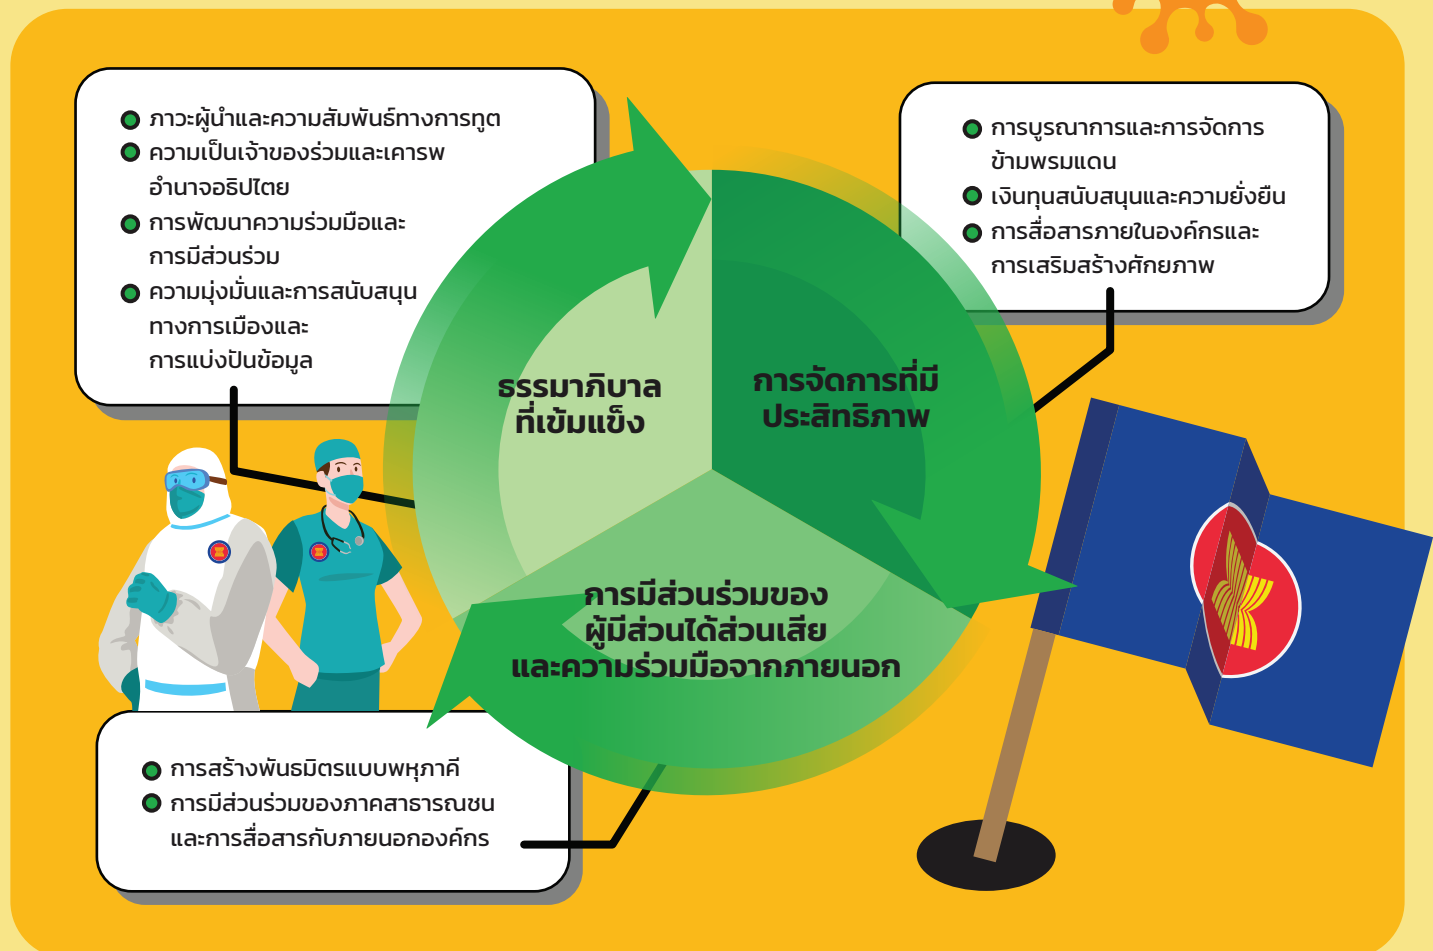 ภาวะผู้นำและความสัมพันธ์ทางการทูต
ความเป็นเจ้าของร่วมและเคารพ
อำนาจอธิปไตย
การพัฒนาความร่วมมือและ
การมีส่วนร่วม
ความมุ่งมั่นและการสนับสนุน
ทางการเมืองและ
การแบ่งปันข้อมูล
การบูรณาการและการจัดการ
ข้ามพรมแดน
เงินทุนสนับสนุนและความยั่งยืน
การสื่อสารภายในองค์กรและ
การเสริมสร้างศักยภาพ
ธรรมาภิบาล
ที่เข้มแข็ง
การจัดการที่มี
ประสิทธิภาพ
การมีส่วนร่วมของ
ผู้มีส่วนได้ส่วนเสีย
และความร่วมมือจากภายนอก
การสร้างพันธมิตรแบบพหุภาคี
การมีส่วนร่วมของภาคสาธารณชน
และการสื่อสารกับภายนอกองค์กร